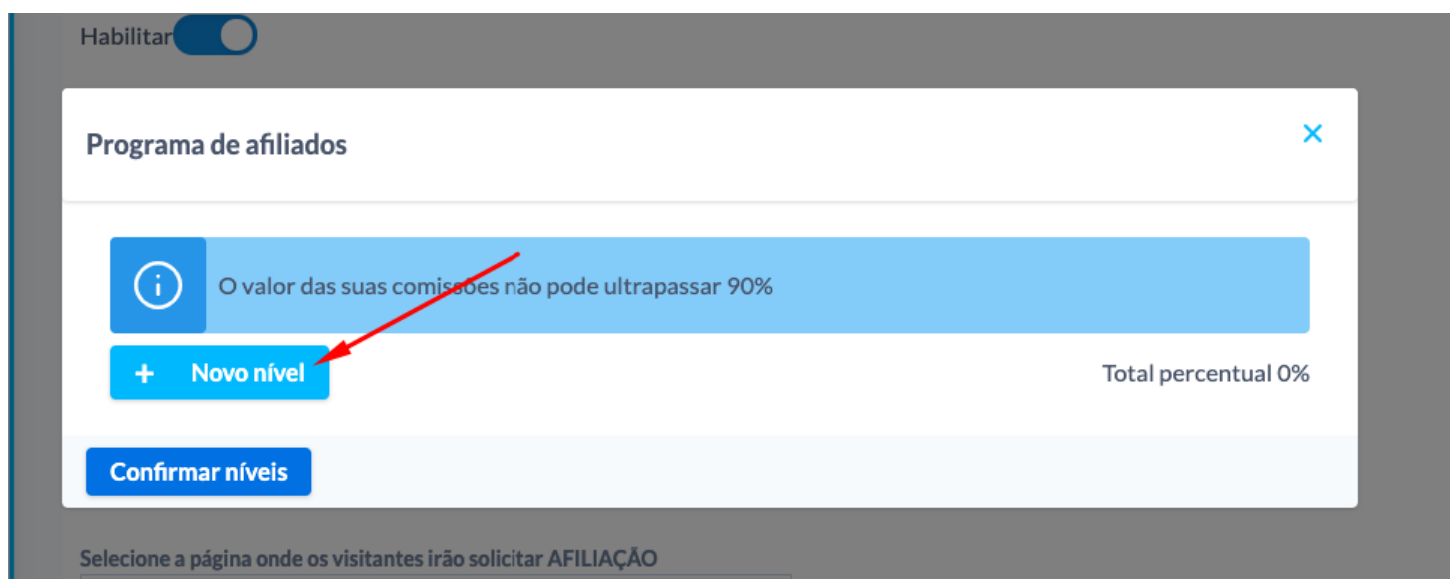 Habilitar
Programa de afiliados
O valor das suas comissões não pode ultrapassar 90%
+ Novo nível
Total percentual 0%
Confirmar níveis
Selecione a página onde os visitantes irão solicitar AFILIAÇÃO